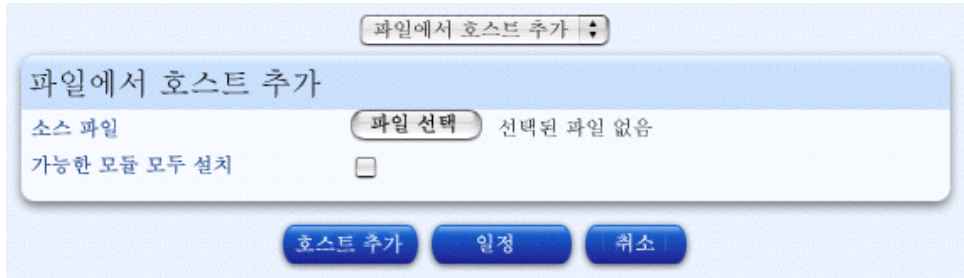 파일에서 호스트 추가
파일에서 호스트 추가
소스 파일 파일 선택 선택된 파일 없음
가능한 모듈 모두 설치
호스트 추가 일정 취소